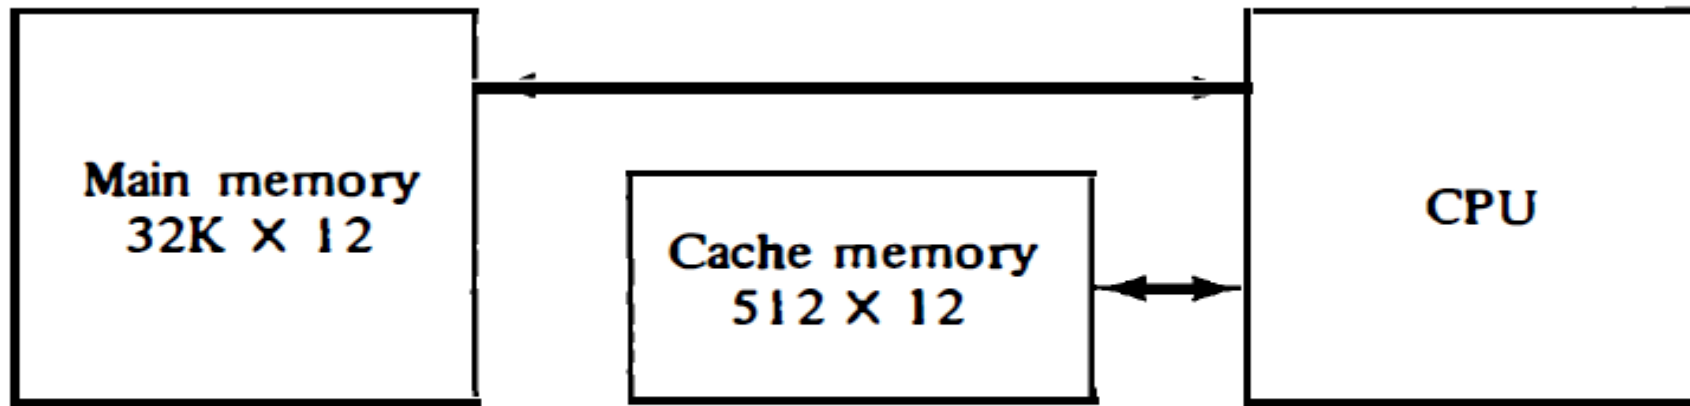 Main memory
32K X 12
Cache memory
512 X 12
CPU